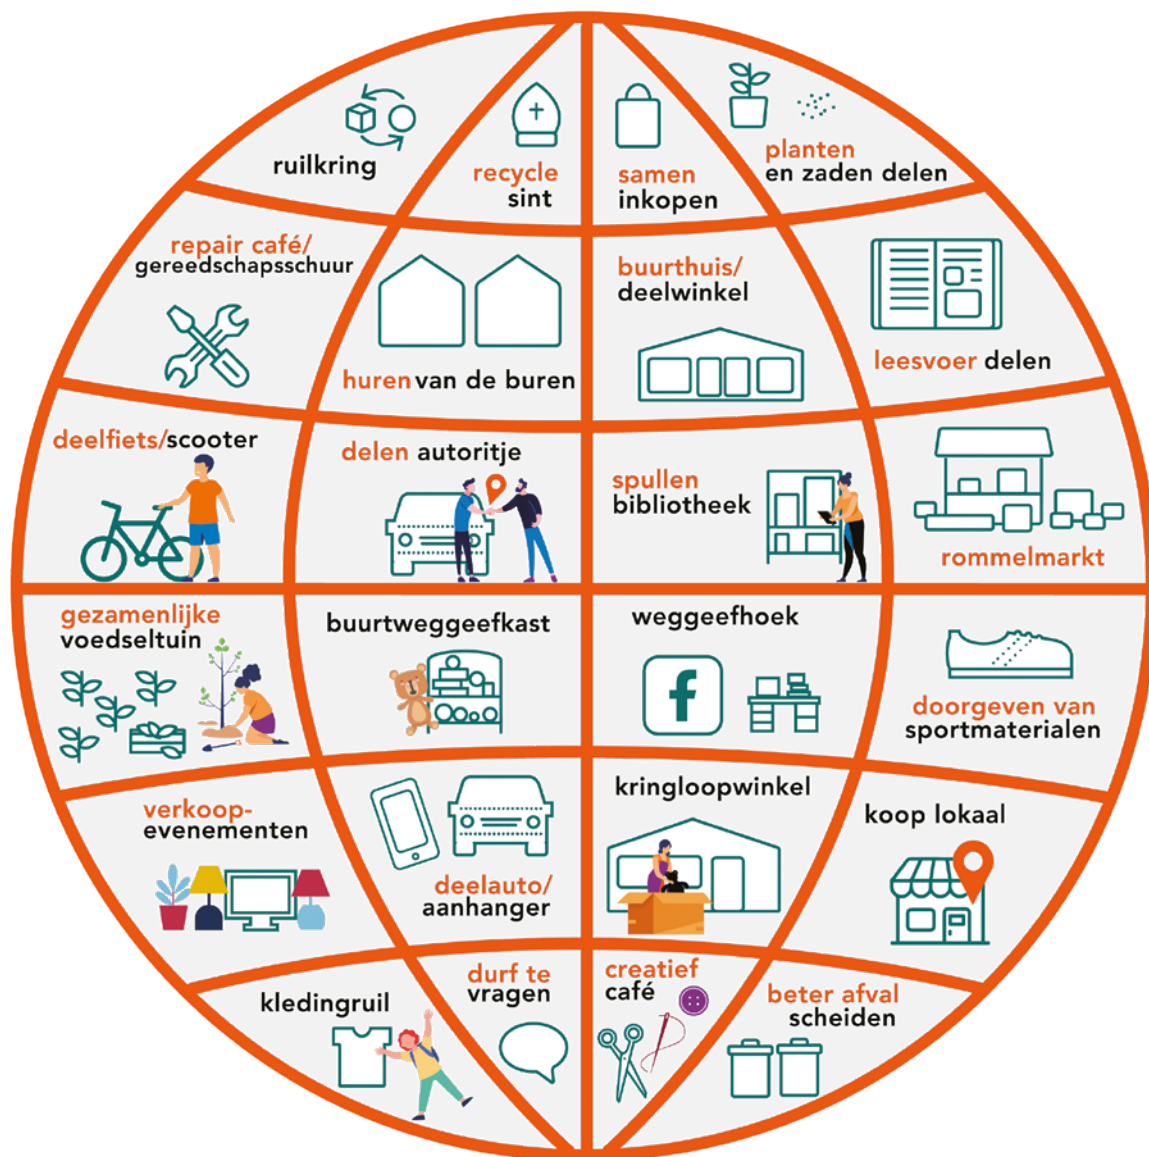 ruilkring
recycle
sint
samen
inkopen
planten
en zaden delen
repair café/
gereedschapsschuur
huren van de buren
buurthuis/
deelwinkel
leesvoer delen
deelfiets/scooter
delen autoritje
spullen
bibliotheek
rommelmarkt
gezamenlijke
voedseltuin
buurtweggeefkast
weggeefhoek
f
doorgeven van
sportmaterialen
verkoop-
evenementen
deelauto/
aanhanger
kringloopwinkel
koop lokaal
kledingruil
durf te
vragen
creatief
café
beter afval
scheiden